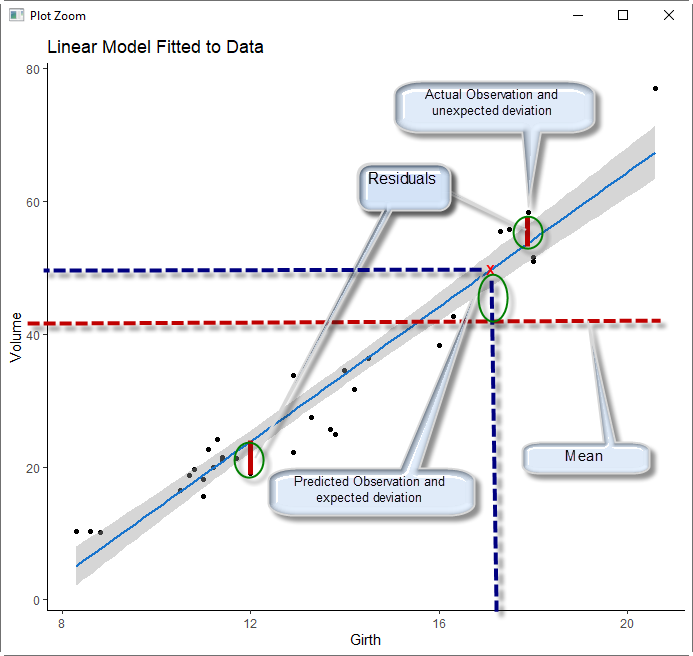 Plot Zoom
Linear Model Fitted to Data
80
60
40
20
0
Volume
Actual Observation and
unexpected deviation
Residuals
x
Mean
Predicted Observation and
expected deviation
8
12
16
20
Girth